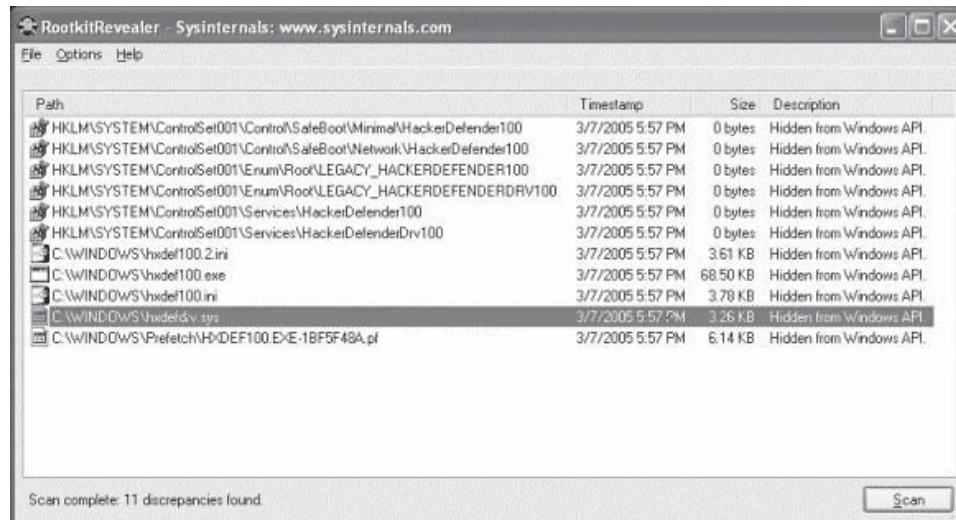 RootkitRevealer - Sysinternals: www.sysinternals.com
File Options Help
Path Timestamp Size Description
HKLM\SYSTEM\ControlSet001\Control\SafeBoot\Minimal\HackerDefender100 3/7/2005 5:57 PM 0 bytes Hidden from Windows API.
HKLM\SYSTEM\ControlSet001\Control\SafeBoot\Network\HackerDefender100 3/7/2005 5:57 PM 0 bytes Hidden from Windows API.
HKLM\SYSTEM\ControlSet001\Enum\Root\LEGACY_HACKERDEFENDER100 3/7/2005 5:57 PM 0 bytes Hidden from Windows API.
HKLM\SYSTEM\ControlSet001\Enum\Root\LEGACY_HACKERDEFENDERDRV100 3/7/2005 5:57 PM 0 bytes Hidden from Windows API.
HKLM\SYSTEM\ControlSet001\Services\HackerDefender100 3/7/2005 5:57 PM 0 bytes Hidden from Windows API.
HKLM\SYSTEM\ControlSet001\Services\HackerDefenderDrv100 3/7/2005 5:57 PM 0 bytes Hidden from Windows API.
C:\WINDOWS\hxdef100.2.ini 3/7/2005 5:57 PM 3.61 KB Hidden from Windows API.
C:\WINDOWS\hxdef100.exe 3/7/2005 5:57 PM 68.50 KB Hidden from Windows API.
C:\WINDOWS\hxdef100.ini 3/7/2005 5:57 PM 3.78 KB Hidden from Windows API.
C:\WINDOWS\hxdefdrv.sys 3/7/2005 5:57 PM 3.26 KB Hidden from Windows API.
C:\WINDOWS\Prefetch\HXDEF100.EXE-1BF5F48A.pf 3/7/2005 5:57 PM 6.14 KB Hidden from Windows API.
Scan complete: 11 discrepancies found.
Scan